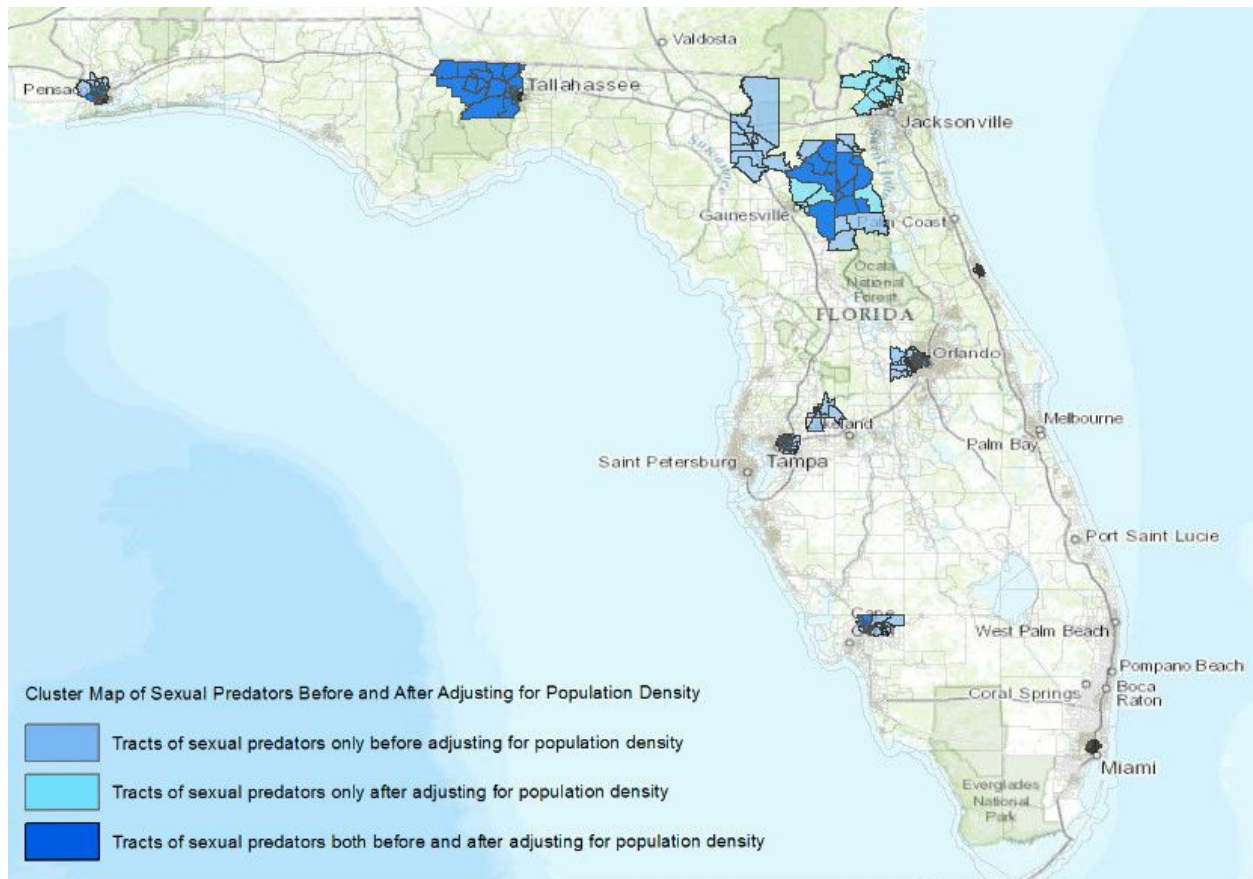 Valdosta
Pensa
Tallahassee
Jacksonville
Suwannee
Gainesville
Palm Coast
Ocala
National
Forest
FLORIDA
Orlando
Melbourne
Palm Bay
Saint Petersburg
Tampa
Port Saint Lucie
Cape
West Palm Beach
Pompano Beach
Coral Springs
Boca
Raton
Miami
Everglades
National
Park
Cluster Map of Sexual Predators Before and After Adjusting for Population Density
Tracts of sexual predators only before adjusting for population density
Tracts of sexual predators only after adjusting for population density
Tracts of sexual predators both before and after adjusting for population density